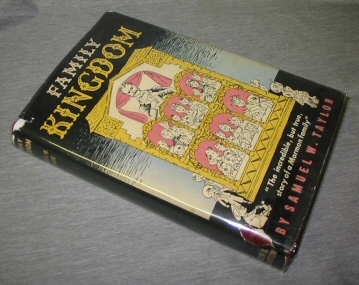 FAMILY
KINGDOM
"The incredible, but true,
story of a Mormon family"
BY SAMUEL W. TAYLOR